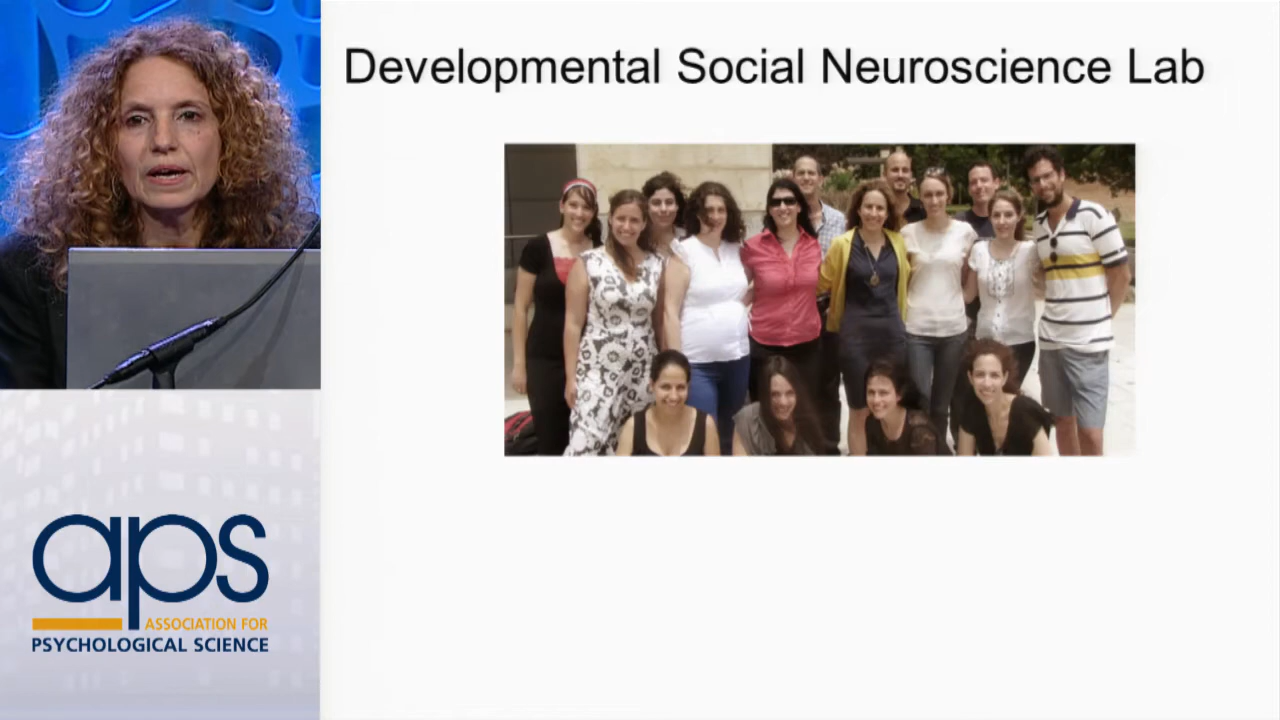 Developmental Social Neuroscience Lab
aps
ASSOCIATION FOR
PSYCHOLOGICAL SCIENCE